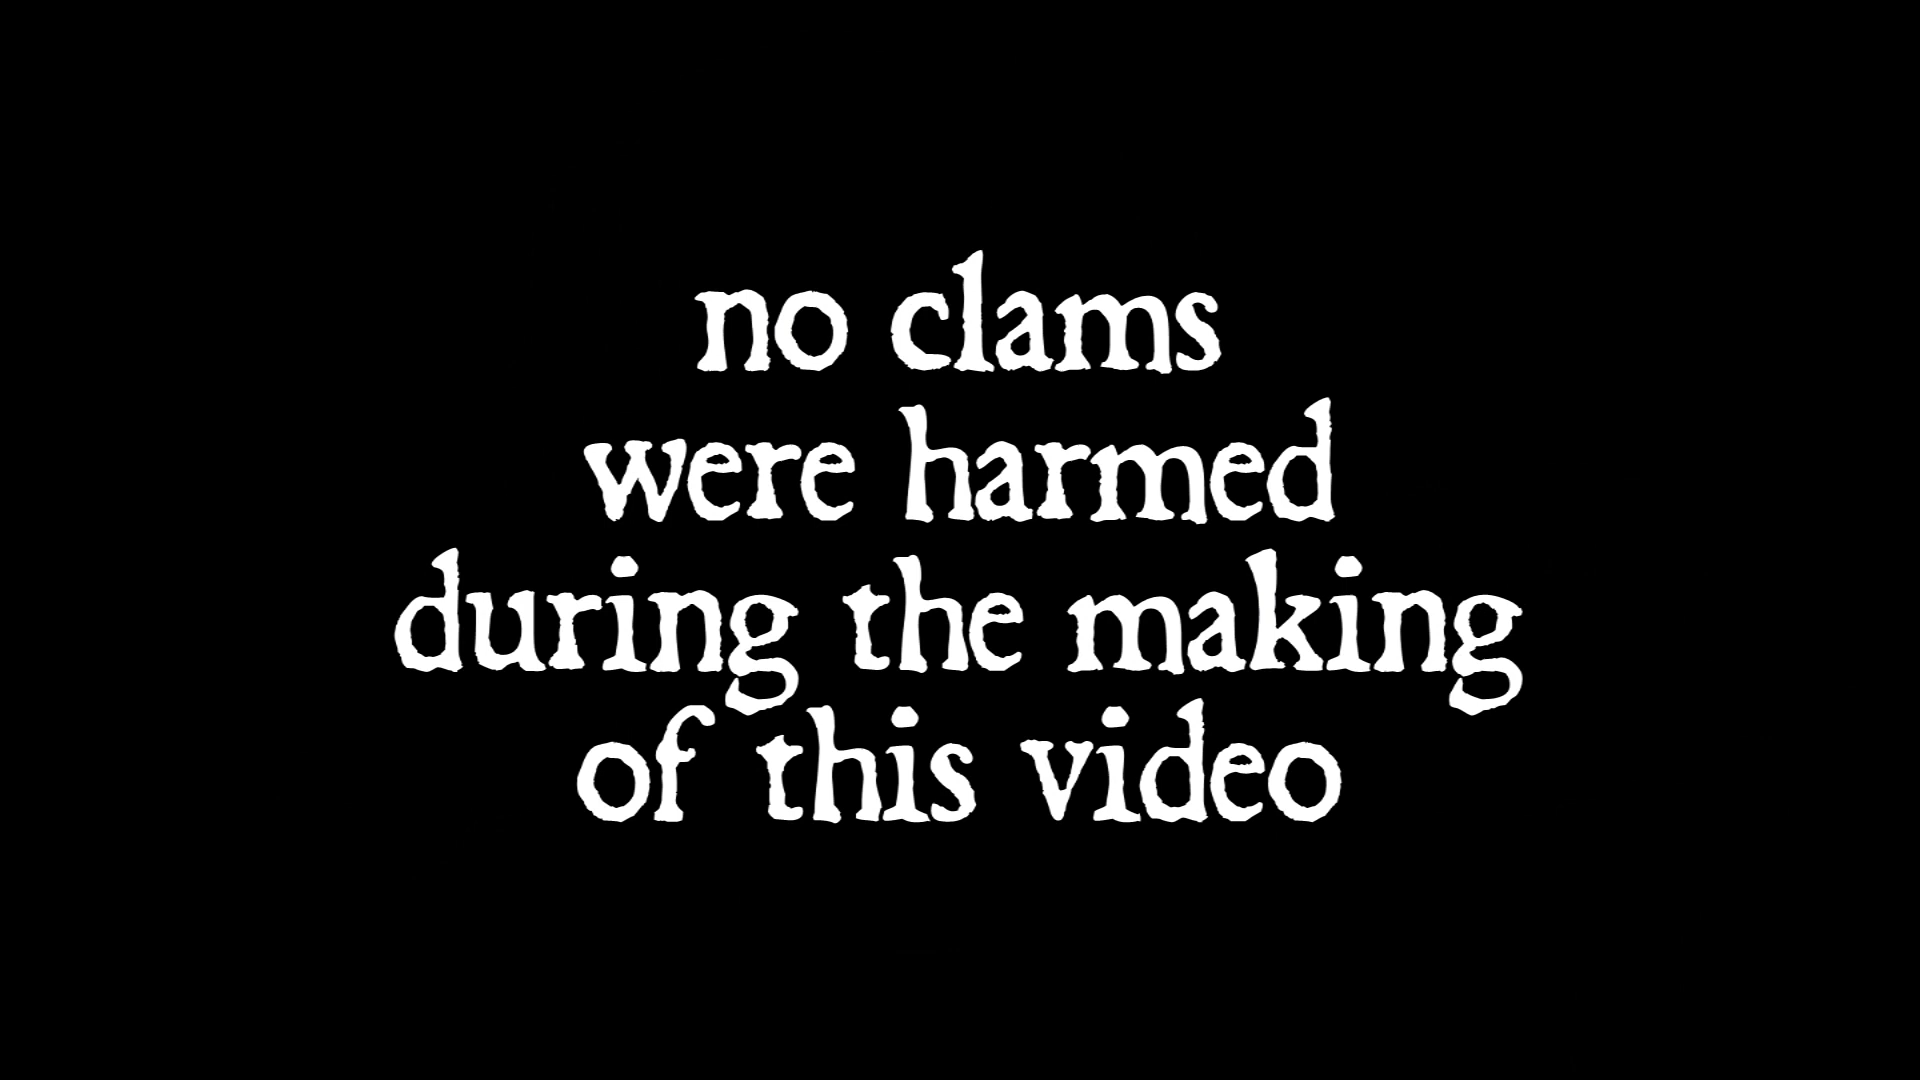 no clams
were harmed
during the making
of this video